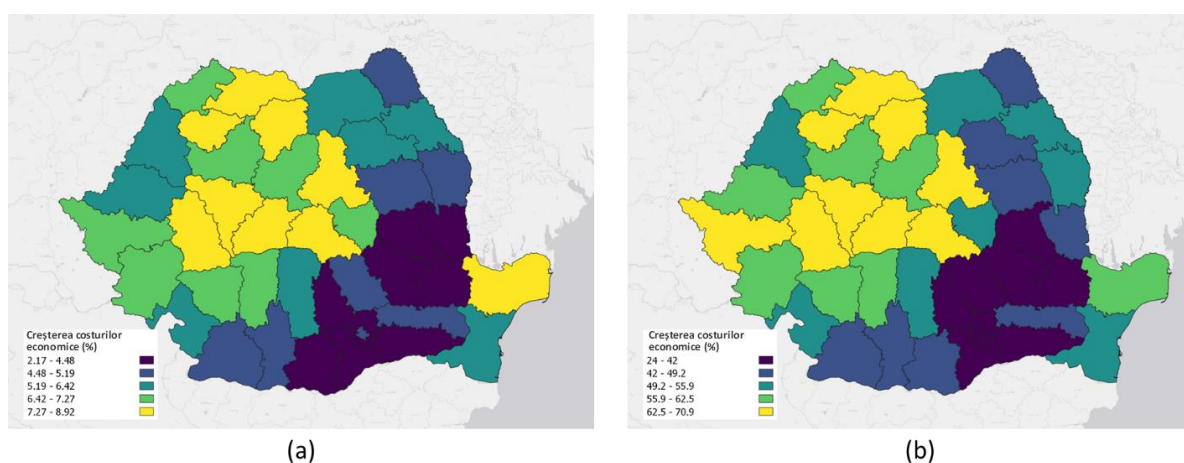 Creșterea costurilor
economice (%)
2.17 - 4.48
4.48 - 5.19
5.19 - 6.42
6.42 - 7.27
7.27 - 8.92
(a)
Creșterea costurilor
economice (%)
24 - 42
42 - 49.2
49.2 - 55.9
55.9 - 62.5
62.5 - 70.9
(b)